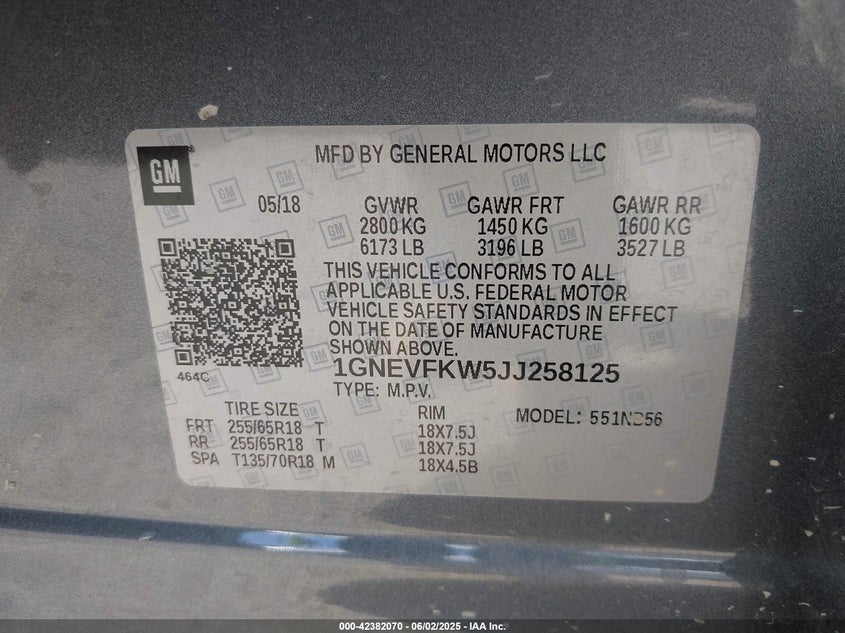 GM
MFD BY GENERAL MOTORS LLC
05/18 GVWR GAWR FRT GAWR RR
2800 KG 1450 KG 1600 KG
6173 LB 3196 LB 3527 LB
THIS VEHICLE CONFORMS TO ALL
APPLICABLE U.S. FEDERAL MOTOR
VEHICLE SAFETY STANDARDS IN EFFECT
ON THE DATE OF MANUFACTURE
SHOWN ABOVE.
464C
1GNEVFKW5JJ258125
TYPE: M.P.V.
TIRE SIZE RIM MODEL:
FRT 255/65R18 T 18X7.5J
RR 255/65R18 T 18X7.5J
SPA T135/70R18 M 18X4.5B
000-42382070 - 06/02/2025 - IAA Inc.